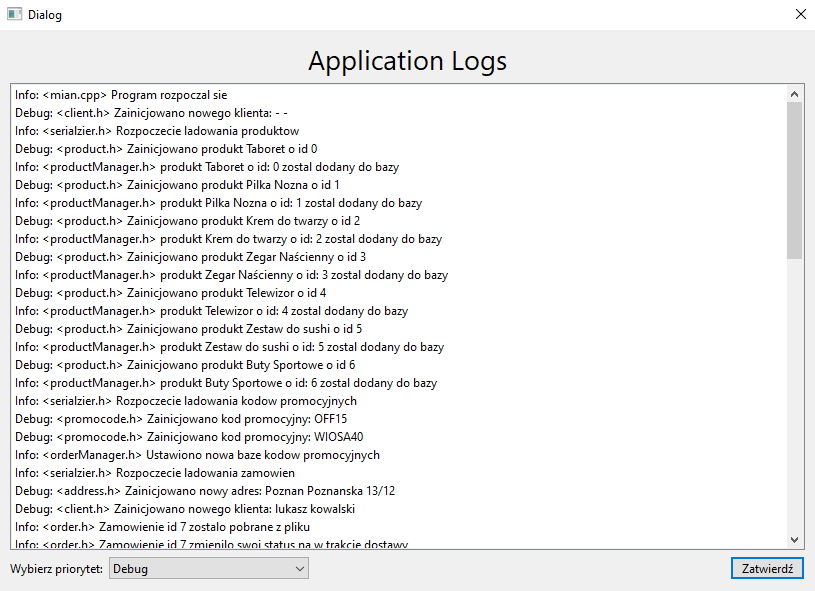 Dialog
Application Logs
Info: <mian.cpp> Program rozpoczal sie
Debug: <client.h> Zainicjowano nowego klienta: - -
Info: <serialzier.h> Rozpoczecie ladowania produktow
Debug: <product.h> Zainicjowano produkt Taboret o id 0
Info: <productManager.h> produkt Taboret o id: 0 zostal dodany do bazy
Debug: <product.h> Zainicjowano produkt Pilka Nozna o id 1
Info: <productManager.h> produkt Pilka Nozna o id: 1 zostal dodany do bazy
Debug: <product.h> Zainicjowano produkt Krem do twarzy o id 2
Info: <productManager.h> produkt Krem do twarzy o id: 2 zostal dodany do bazy
Debug: <product.h> Zainicjowano produkt Zegar Naścienny o id 3
Info: <productManager.h> produkt Zegar Naścienny o id: 3 zostal dodany do bazy
Debug: <product.h> Zainicjowano produkt Telewizor o id 4
Info: <productManager.h> produkt Telewizor o id: 4 zostal dodany do bazy
Debug: <product.h> Zainicjowano produkt Zestaw do sushi o id 5
Info: <productManager.h> produkt Zestaw do sushi o id: 5 zostal dodany do bazy
Debug: <product.h> Zainicjowano produkt Buty Sportowe o id 6
Info: <productManager.h> produkt Buty Sportowe o id: 6 zostal dodany do bazy
Info: <serialzier.h> Rozpoczecie ladowania kodow promocyjnych
Debug: <promocode.h> Zainicjowano kod promocyjny: OFF15
Debug: <promocode.h> Zainicjowano kod promocyjny: WIOSA40
Info: <orderManager.h> Ustawiono nowa baze kodow promocyjnych
Info: <serialzier.h> Rozpoczecie ladowania zamowien
Debug: <address.h> Zainicjowano nowy adres: Poznan Poznanska 13/12
Debug: <client.h> Zainicjowano nowego klienta: lukasz kowalski
Info: <order.h> Zamowienie id 7 zostalo pobrane z pliku
Info: <order.h> Zamowienie id 7 zmienilo swoj status na w trakcie dostawy
Wybierz priorytet: Debug Zatwierdź